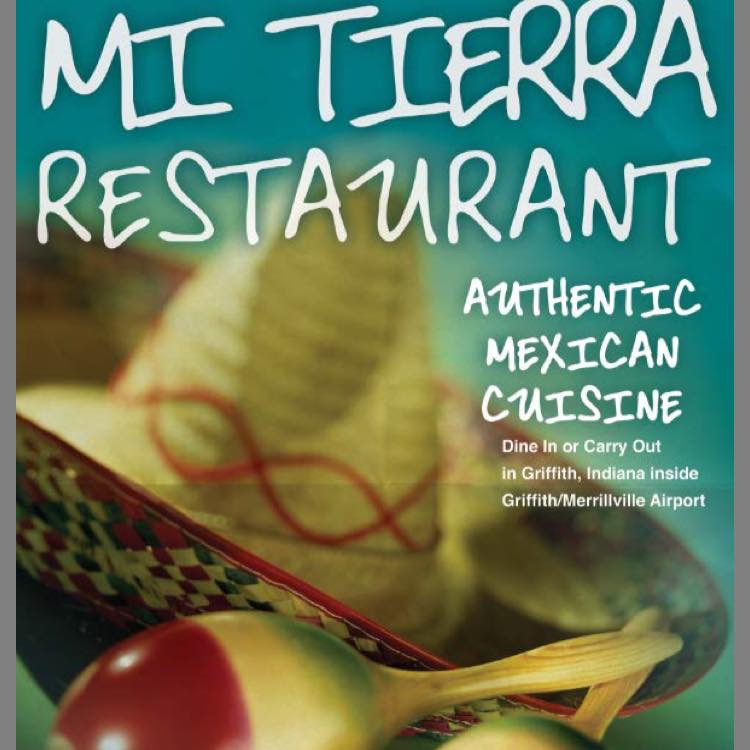 MI TIERRA
RESTAURANT
AUTHENTIC
MEXICAN
CUISINE
Dine In or Carry Out
in Griffith, Indiana inside
Griffith/Merrillville Airport